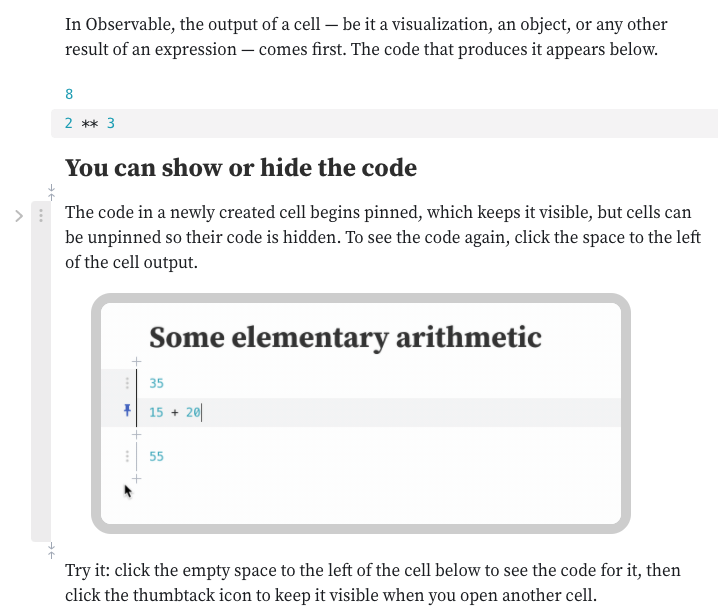 In Observable, the output of a cell — be it a visualization, an object, or any other
result of an expression — comes first. The code that produces it appears below.
8
2 ** 3
You can show or hide the code
The code in a newly created cell begins pinned, which keeps it visible, but cells can
be unpinned so their code is hidden. To see the code again, click the space to the left
of the cell output.
Some elementary arithmetic
35
15 + 20
55
Try it: click the empty space to the left of the cell below to see the code for it, then
click the thumbtack icon to keep it visible when you open another cell.